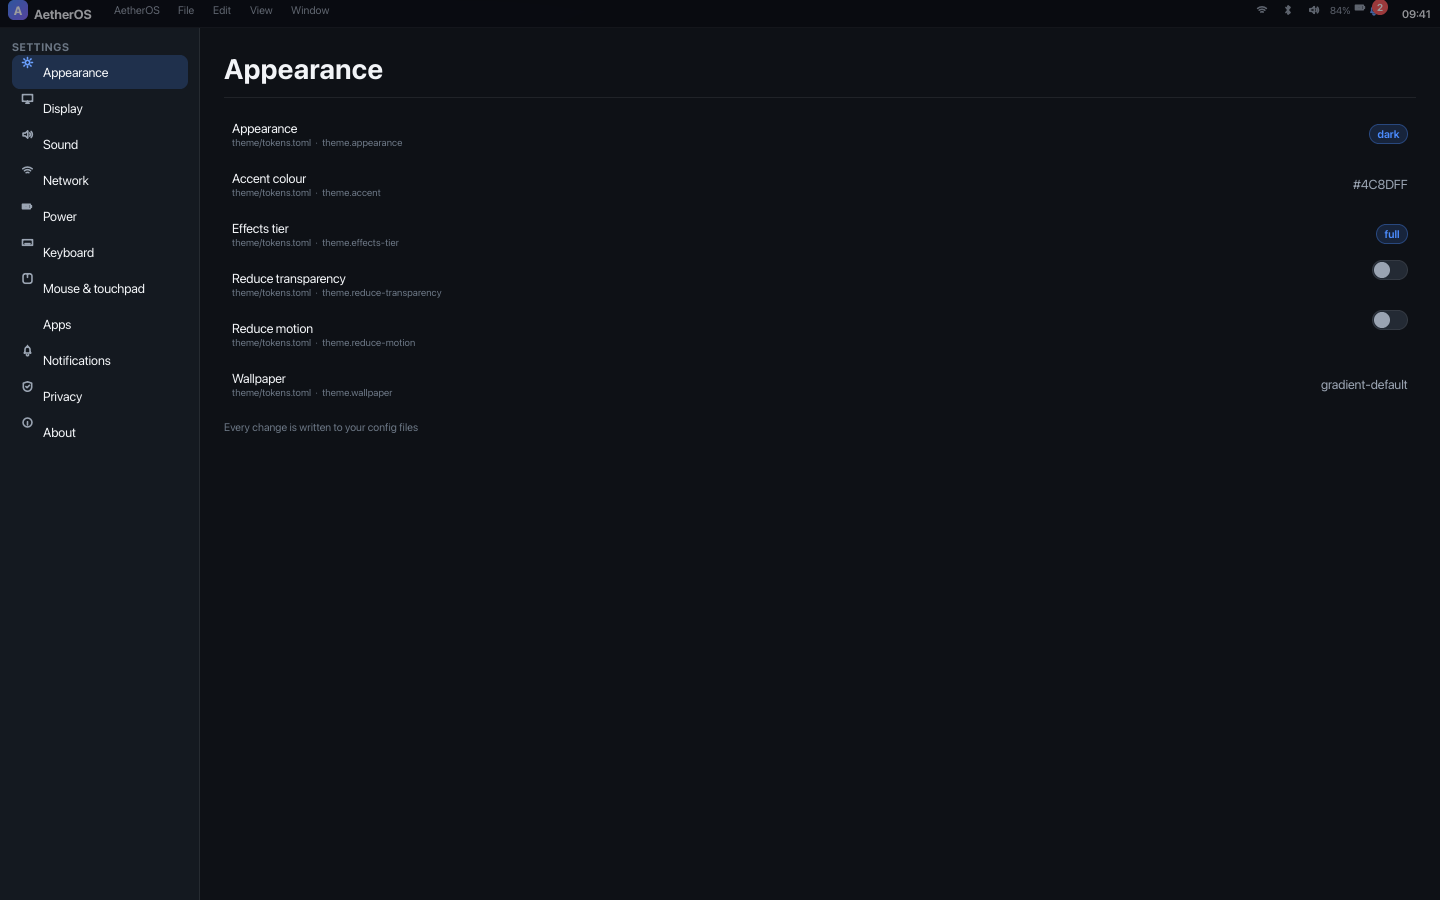 A AetherOS AetherOS File Edit View Window 84% 2 09:41
SETTINGS
Appearance
Display
Sound
Network
Power
Keyboard
Mouse & touchpad
Apps
Notifications
Privacy
About
Appearance
Appearance
theme/tokens.toml · theme.appearance
dark
Accent colour
theme/tokens.toml · theme.accent
#4C8DFF
Effects tier
theme/tokens.toml · theme.effects-tier
full
Reduce transparency
theme/tokens.toml · theme.reduce-transparency
Reduce motion
theme/tokens.toml · theme.reduce-motion
Wallpaper
theme/tokens.toml · theme.wallpaper
gradient-default
Every change is written to your config files